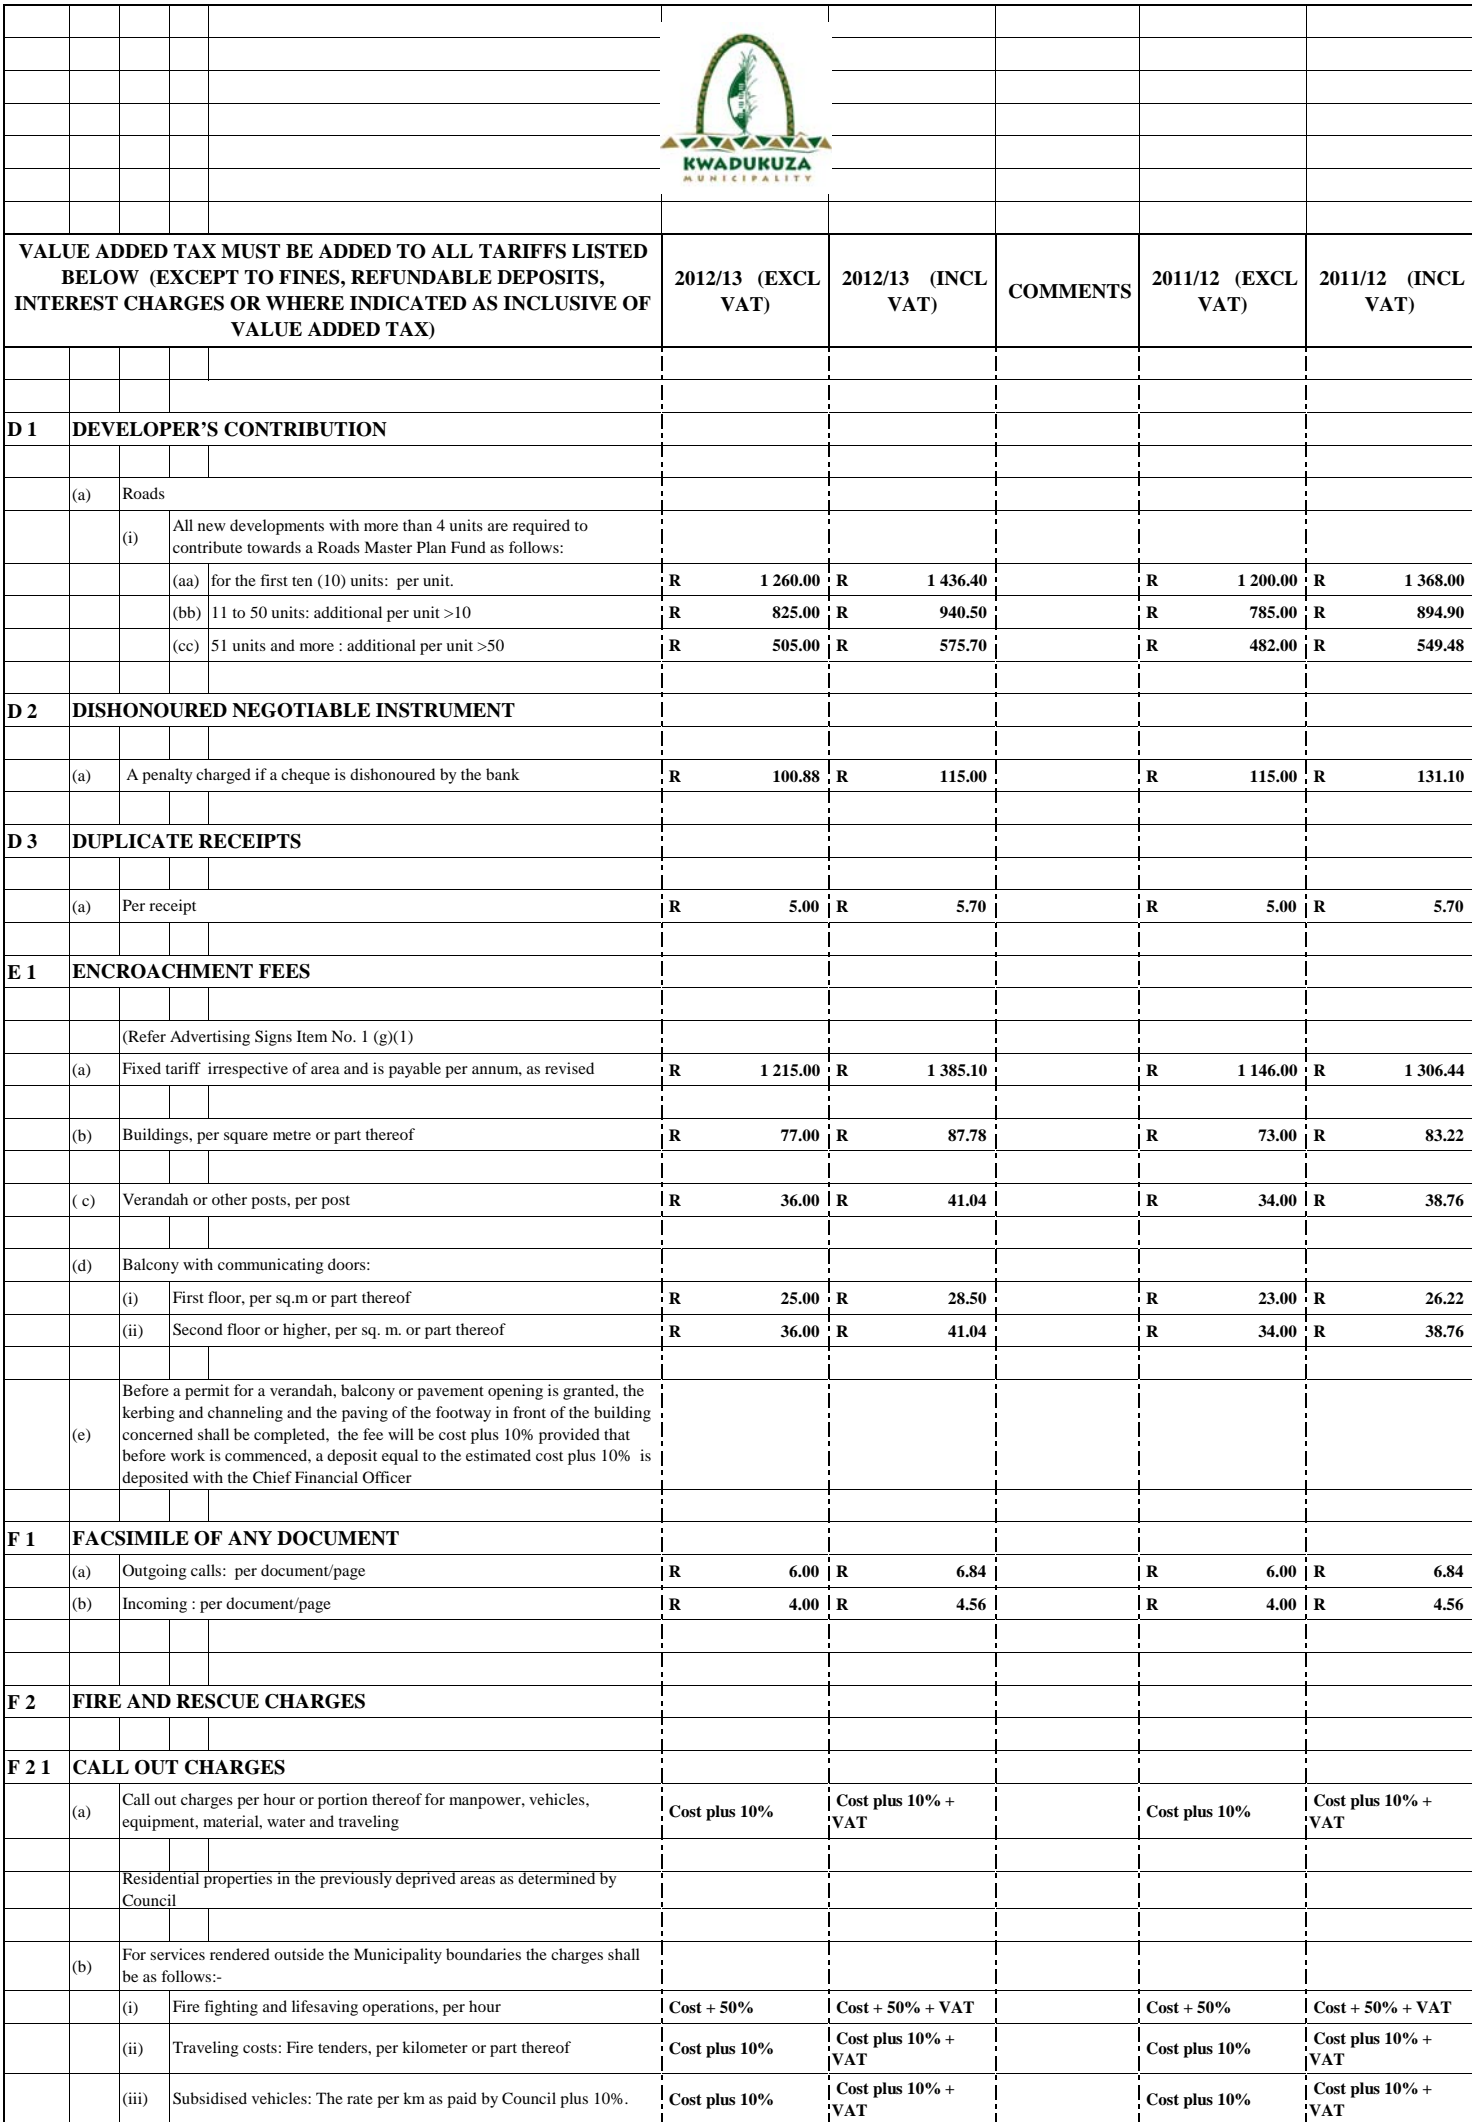 KWADUKUZA
MUNICIPALITY
VALUE ADDED TAX MUST BE ADDED TO ALL TARIFFS LISTED
BELOW (EXCEPT TO FINES, REFUNDABLE DEPOSITS,
INTEREST CHARGES OR WHERE INDICATED AS INCLUSIVE OF
VALUE ADDED TAX)
2012/13 (EXCL
VAT)
2012/13 (INCL
VAT)
COMMENTS
2011/12 (EXCL
VAT)
2011/12 (INCL
VAT)
D 1 DEVELOPER'S CONTRIBUTION
(a) Roads
(i) All new developments with more than 4 units are required to
contribute towards a Roads Master Plan Fund as follows:
(aa) for the first ten (10) units: per unit. R 1 260.00 R 1 436.40 R 1 200.00 R 1 368.00
(bb) 11 to 50 units: additional per unit >10 R 825.00 R 940.50 R 785.00 R 894.90
(cc) 51 units and more : additional per unit >50 R 505.00 R 575.70 R 482.00 R 549.48
D 2 DISHONOURED NEGOTIABLE INSTRUMENT
(a) A penalty charged if a cheque is dishonoured by the bank R 100.88 R 115.00 R 115.00 R 131.10
D 3 DUPLICATE RECEIPTS
(a) Per receipt R 5.00 R 5.70 R 5.00 R 5.70
E 1 ENCROACHMENT FEES
(Refer Advertising Signs Item No. 1 (g)(1)
(a) Fixed tariff irrespective of area and is payable per annum, as revised R 1 215.00 R 1 385.10 R 1 146.00 R 1 306.44
(b) Buildings, per square metre or part thereof R 77.00 R 87.78 R 73.00 R 83.22
( c) Verandah or other posts, per post R 36.00 R 41.04 R 34.00 R 38.76
(d) Balcony with communicating doors:
(i) First floor, per sq.m or part thereof R 25.00 R 28.50 R 23.00 R 26.22
(ii) Second floor or higher, per sq. m. or part thereof R 36.00 R 41.04 R 34.00 R 38.76
(e) Before a permit for a verandah, balcony or pavement opening is granted, the
kerbing and channeling and the paving of the footway in front of the building
concerned shall be completed, the fee will be cost plus 10% provided that
before work is commenced, a deposit equal to the estimated cost plus 10% is
deposited with the Chief Financial Officer
F 1 FACSIMILE OF ANY DOCUMENT
(a) Outgoing calls: per document/page R 6.00 R 6.84 R 6.00 R 6.84
(b) Incoming : per document/page R 4.00 R 4.56 R 4.00 R 4.56
F 2 FIRE AND RESCUE CHARGES
F 2 1 CALL OUT CHARGES
(a) Call out charges per hour or portion thereof for manpower, vehicles,
equipment, material, water and traveling
Cost plus 10%
Cost plus 10% +
VAT
Cost plus 10%
Cost plus 10% +
VAT
Residential properties in the previously deprived areas as determined by
Council
(b) For services rendered outside the Municipality boundaries the charges shall
be as follows:-
(i) Fire fighting and lifesaving operations, per hour Cost + 50% Cost + 50% + VAT Cost + 50% Cost + 50% + VAT
(ii) Traveling costs: Fire tenders, per kilometer or part thereof
Cost plus 10%
Cost plus 10% +
VAT
Cost plus 10%
Cost plus 10% +
VAT
(iii) Subsidised vehicles: The rate per km as paid by Council plus 10%.
Cost plus 10%
Cost plus 10% +
VAT
Cost plus 10%
Cost plus 10% +
VAT